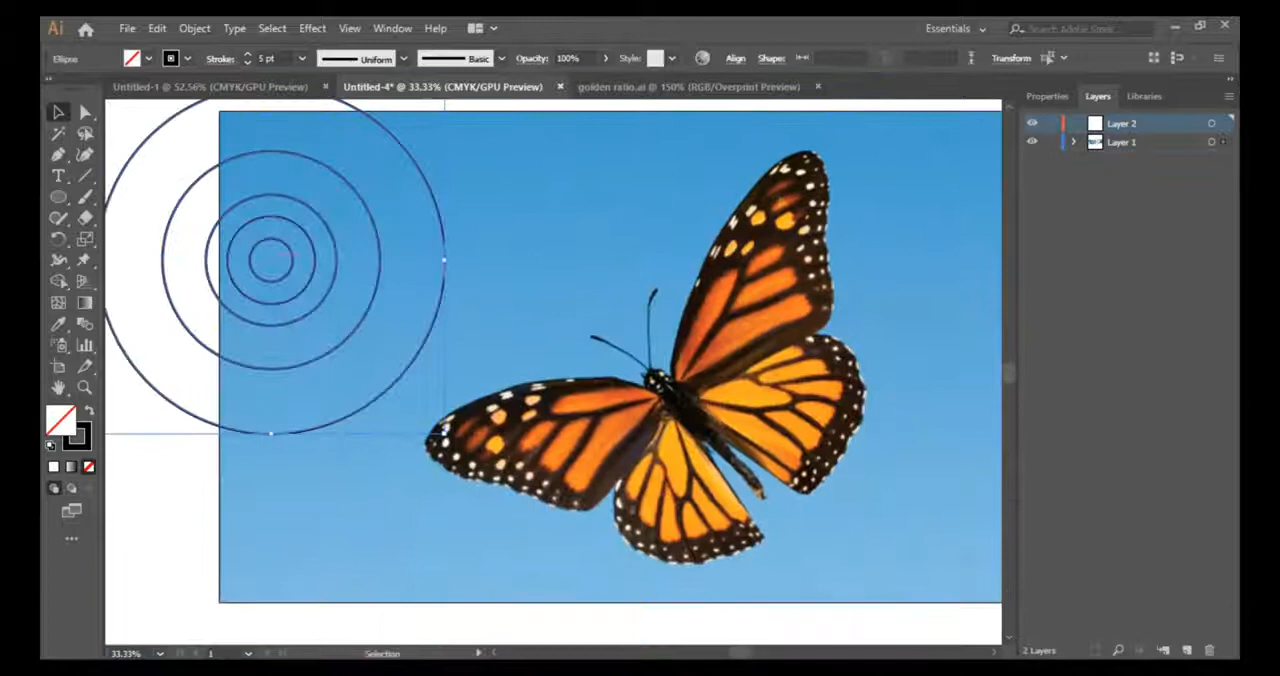 Ai File Edit Object Type Select Effect View Window Help Essentials Search Adobe Stock
Ellipse Stroke: 5 pt Uniform Basic Opacity: 100% Style: Align Shape: Transform
Untitled-1 @ 52.56% (CMYK/GPU Preview) × Untitled-4* @ 33.33% (CMYK/GPU Preview) × golden ratio.ai @ 150% (RGB/Overprint Preview) ×
Properties Layers Libraries
Layer 2
Layer 1
33.33% 1 Selection 2 Layers